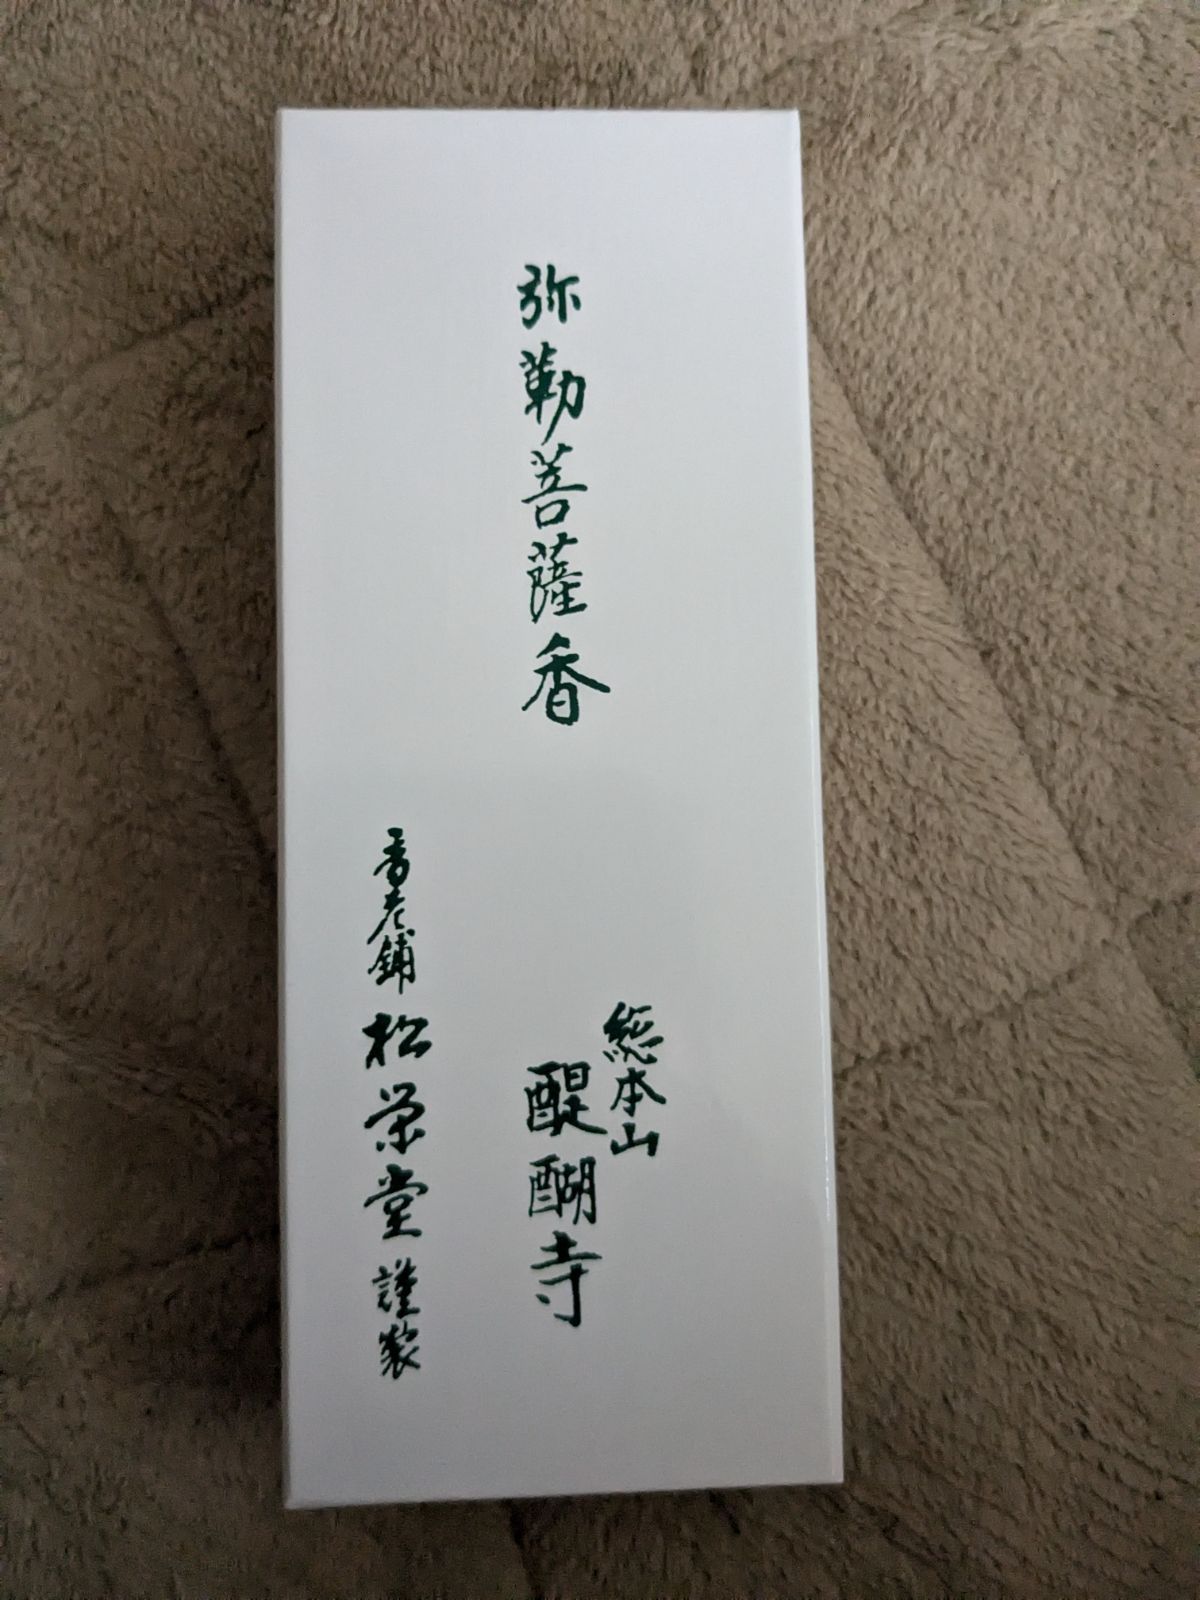 弥勒菩薩香
総本山
醍醐寺
香老舗 松栄堂 謹製